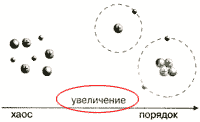 увеличение
хаос порядок